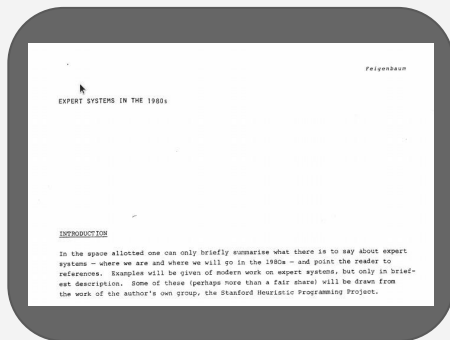 Feigenbaum
EXPERT SYSTEMS IN THE 1980s
INTRODUCTION
In the space allotted one can only briefly summarise what there is to say about expert
systems — where we are and where we will go in the 1980s — and point the reader to
references. Examples will be given of modern work on expert systems, but only in brief-
est description. Some of these (perhaps more than a fair share) will be drawn from
the work of the author's own group, the Stanford Heuristic Programming Project.